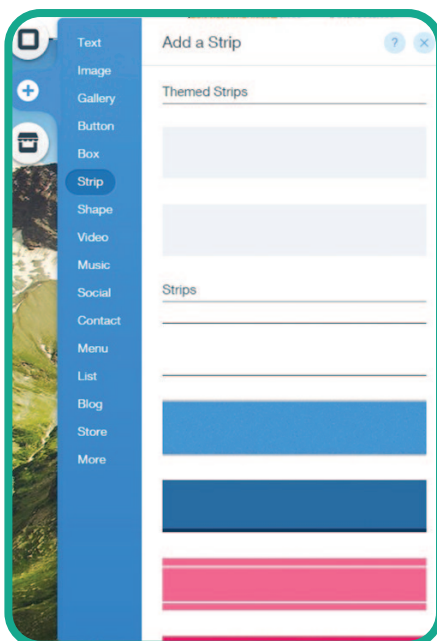 Text
Image
Gallery
Button
Box
Strip
Shape
Video
Music
Social
Contact
Menu
List
Blog
Store
More
Add a Strip
?
×
Themed Strips
Strips